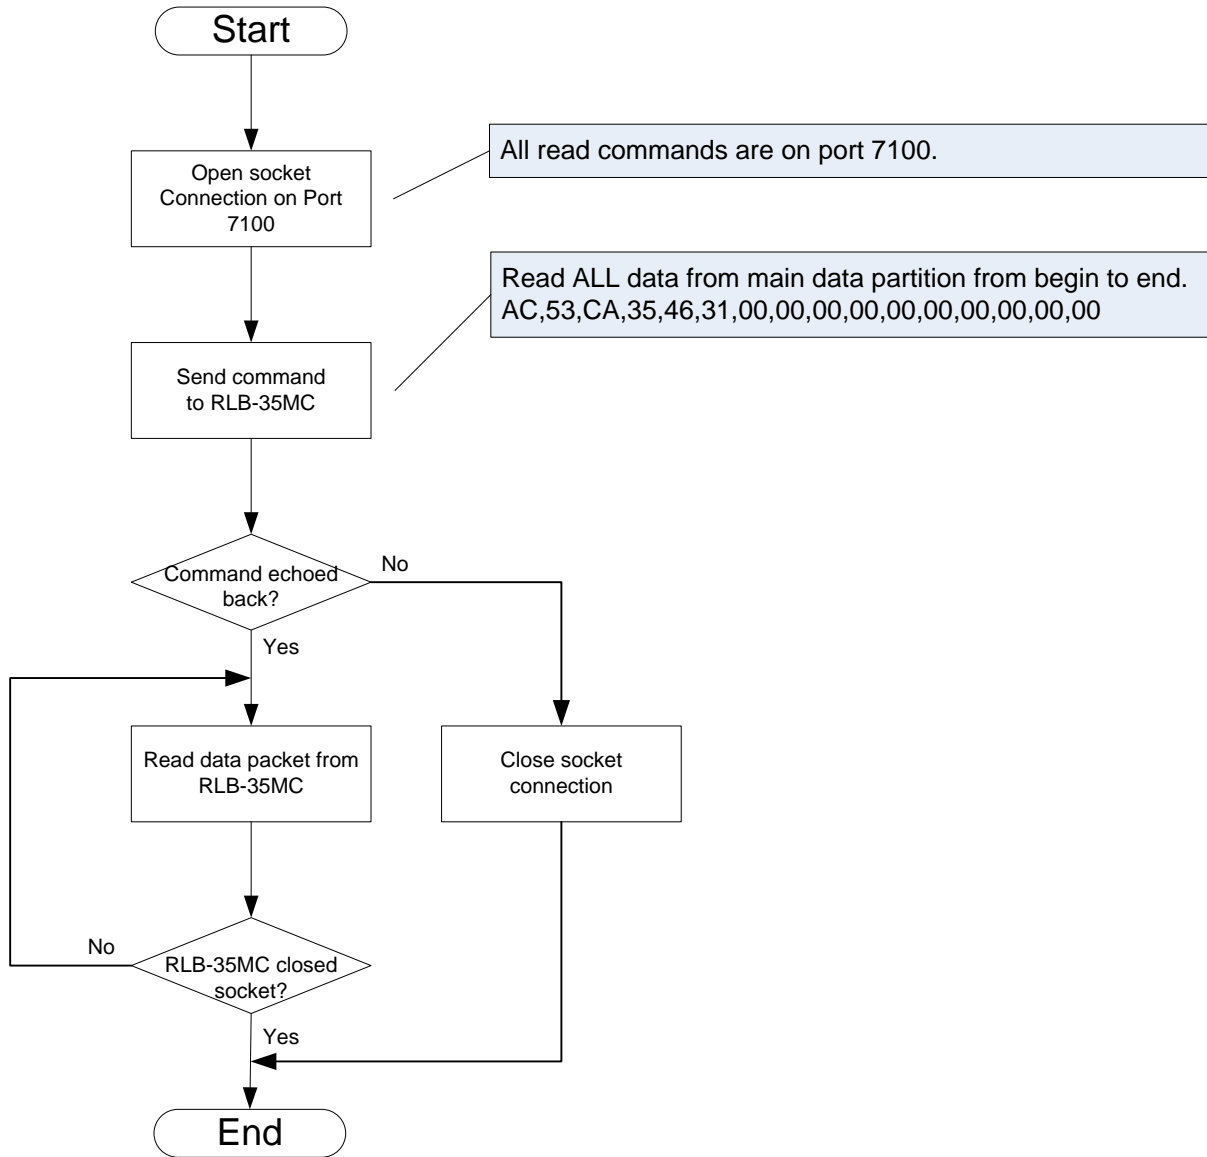 Start
All read commands are on port 7100.
Open socket
Connection on Port
7100
Read ALL data from main data partition from begin to end.
AC,53,CA,35,46,31,00,00,00,00,00,00,00,00,00,00
Send command
to RLB-35MC
Command echoed
back?
No
Yes
Read data packet from
RLB-35MC
Close socket
connection
No
RLB-35MC closed
socket?
Yes
End